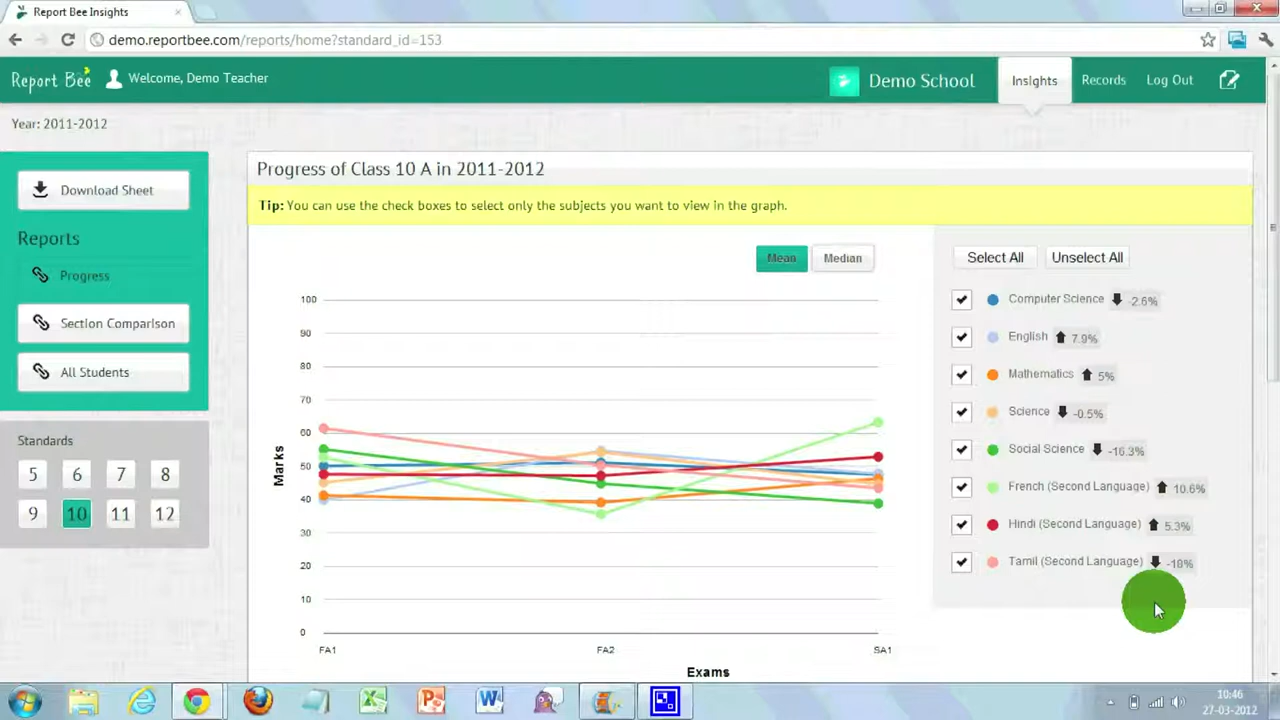 Report Bee Insights
demo.reportbee.com/reports/home?standard_id=153
Report Bee
Welcome, Demo Teacher
Demo School
Insights
Records
Log Out
Year: 2011-2012
Download Sheet
Reports
Progress
Section Comparison
All Students
Standards
5 6 7 8
9 10 11 12
Progress of Class 10 A in 2011-2012
Tip: You can use the check boxes to select only the subjects you want to view in the graph.
Mean Median
100
90
80
70
60
50
40
30
20
10
0
Marks
FA1 FA2 SA1
Exams
Select All Unselect All
Computer Science -2.6%
English 7.9%
Mathematics 5%
Science -0.5%
Social Science -16.3%
French (Second Language) 10.6%
Hindi (Second Language) 5.3%
Tamil (Second Language) -18%
10:46
27-03-2012